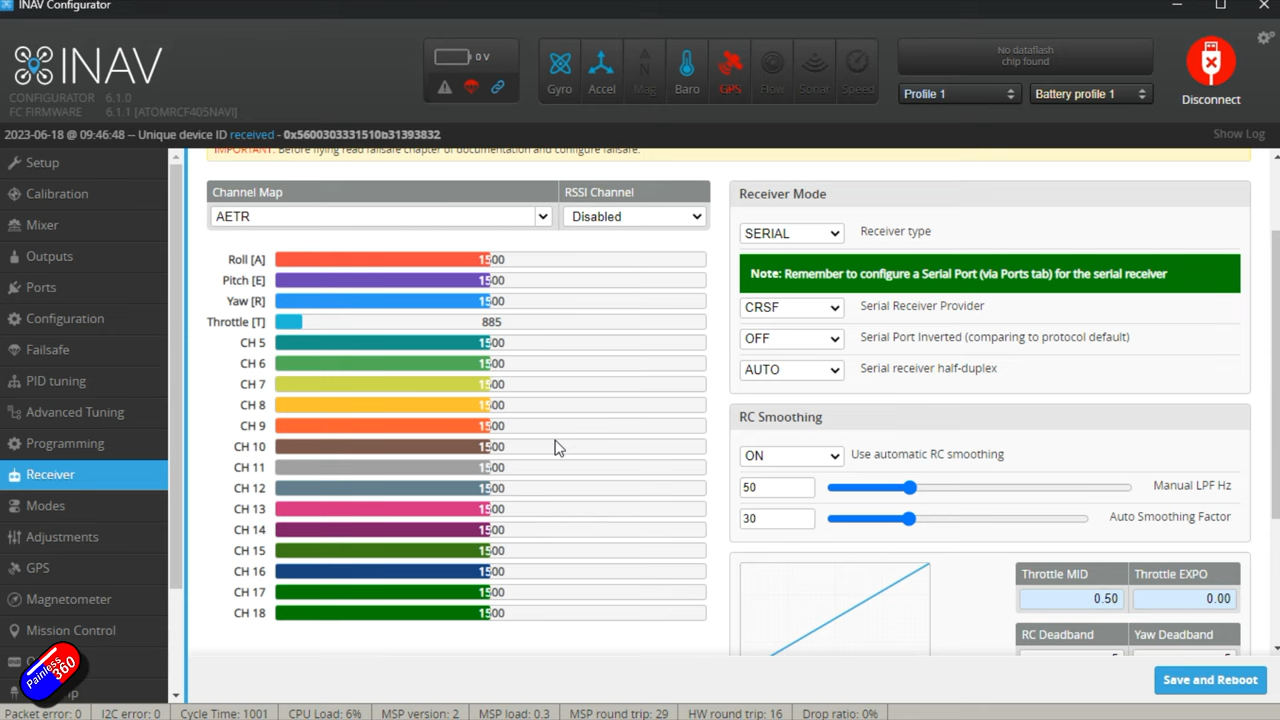 INAV Configurator
INAV
CONFIGURATOR 6.1.0
FC FIRMWARE 6.1.1 [ATOMRCF405NAVI]
0 V
Gyro Accel Mag Baro GPS Flow Sonar Speed
No dataflash
chip found
Profile 1
Battery profile 1
Disconnect
2023-06-18 @ 09:46:48 -- Unique device ID received - 0x5600303331510b31393832
Show Log
Setup
Calibration
Mixer
Outputs
Ports
Configuration
Failsafe
PID tuning
Advanced Tuning
Programming
Receiver
Modes
Adjustments
GPS
Magnetometer
Mission Control
Painless360
IMPORTANT: Before flying read failsafe chapter of documentation and configure failsafe.
Channel Map
RSSI Channel
AETR
Disabled
Roll [A] 1500
Pitch [E] 1500
Yaw [R] 1500
Throttle [T] 885
CH 5 1500
CH 6 1500
CH 7 1500
CH 8 1500
CH 9 1500
CH 10 1500
CH 11 1500
CH 12 1500
CH 13 1500
CH 14 1500
CH 15 1500
CH 16 1500
CH 17 1500
CH 18 1500
Receiver Mode
SERIAL Receiver type
Note: Remember to configure a Serial Port (via Ports tab) for the serial receiver
CRSF Serial Receiver Provider
OFF Serial Port Inverted (comparing to protocol default)
AUTO Serial receiver half-duplex
RC Smoothing
ON Use automatic RC smoothing
50 Manual LPF Hz
30 Auto Smoothing Factor
Throttle MID Throttle EXPO
0.50 0.00
RC Deadband Yaw Deadband
Save and Reboot
Packet error: 0 I2C error: 0 Cycle Time: 1001 CPU Load: 6% MSP version: 2 MSP load: 0.3 MSP round trip: 29 HW round trip: 16 Drop ratio: 0%